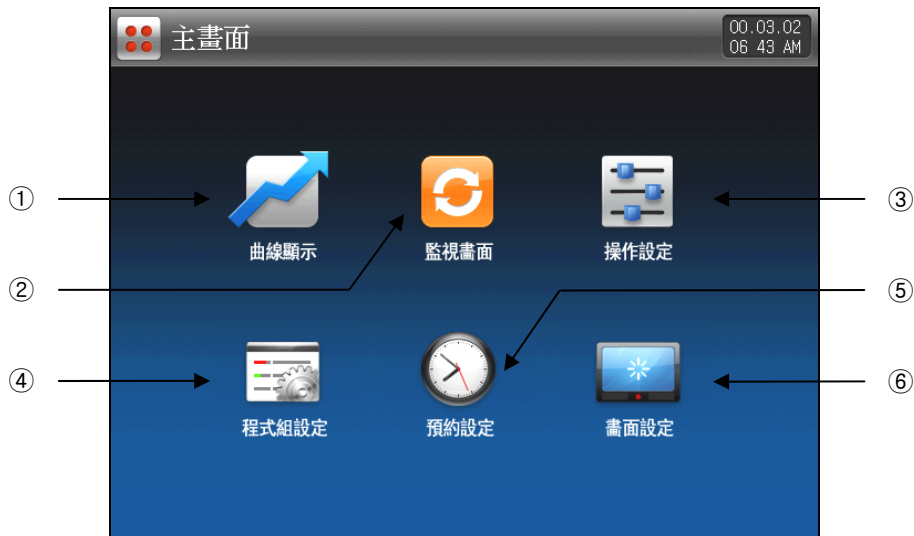 主畫面
00.03.02
06 43 AM
①
③
曲線顯示
監視畫面
操作設定
②
⑤
④
⑥
程式組設定
預約設定
畫面設定